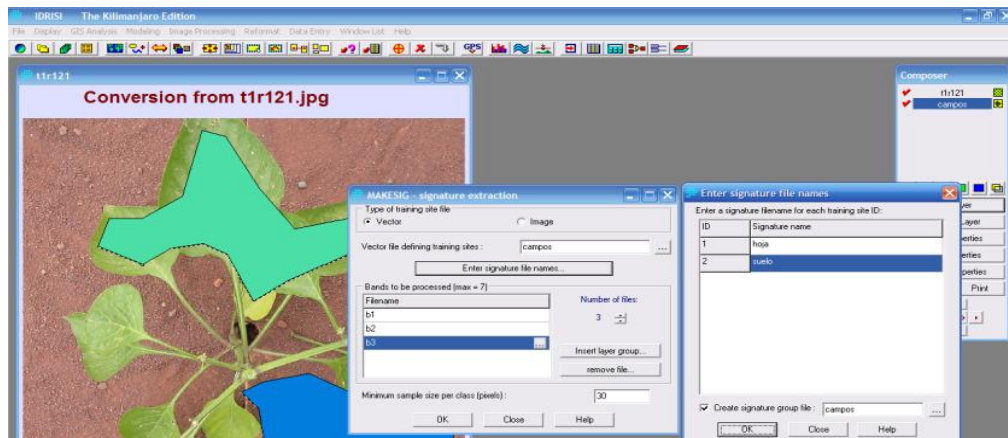 IDRISI The Kilimanjaro Edition
File Display GIS Analysis Modeling Image Processing Reformat Data Entry Window List Help
GPS
t1r121
Conversion from t1r121.jpg
Composer
t1r121
campos
Layer
Print
MAKESIG - signature extraction
Type of training site file
Vector
Image
Vector file defining training sites :
campos
...
Enter signature file names...
Bands to be processed (max = 7)
Filename
b1
b2
b3
...
Number of files:
3
Insert layer group...
remove file...
Minimum sample size per class (pixels) :
30
OK Close Help
Enter signature file names
Enter a signature filename for each training site ID:
ID Signature name
1 hoja
2 suelo
Create signature group file : campos ...
OK Close Help